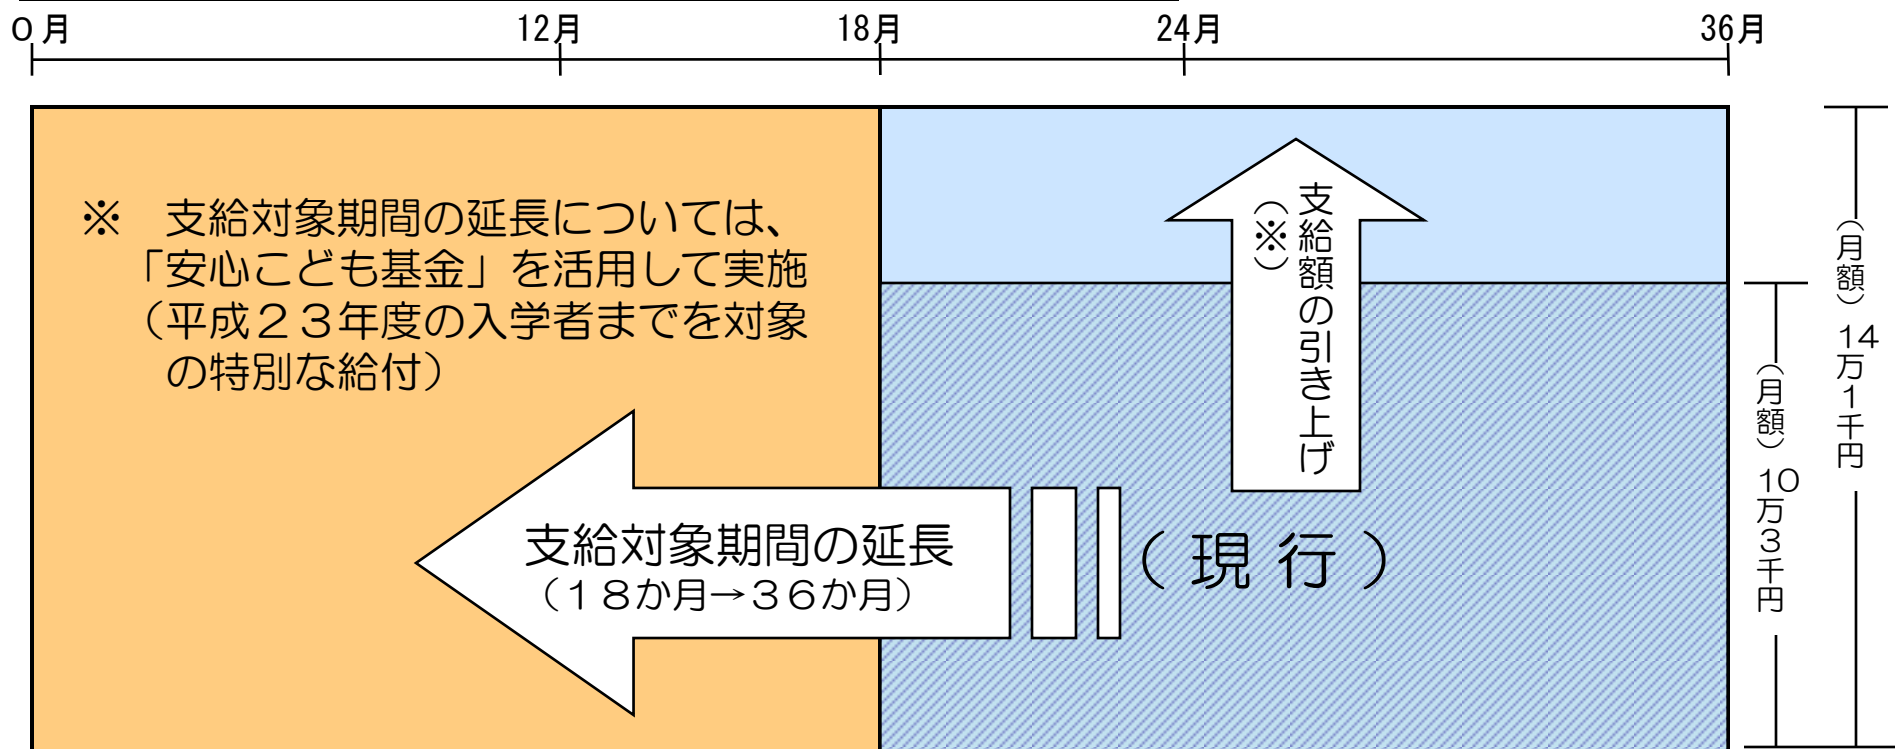 ０月 12月 18月 24月 36月
※　支給対象期間の延長については、
「安心こども基金」を活用して実施
（平成２３年度の入学者までを対象
の特別な給付）
支給額の引き上げ
（※）
支給対象期間の延長
（１８か月→３６か月）
（ 現 行 ）
（月額） 10万３千円
（月額） 14万１千円